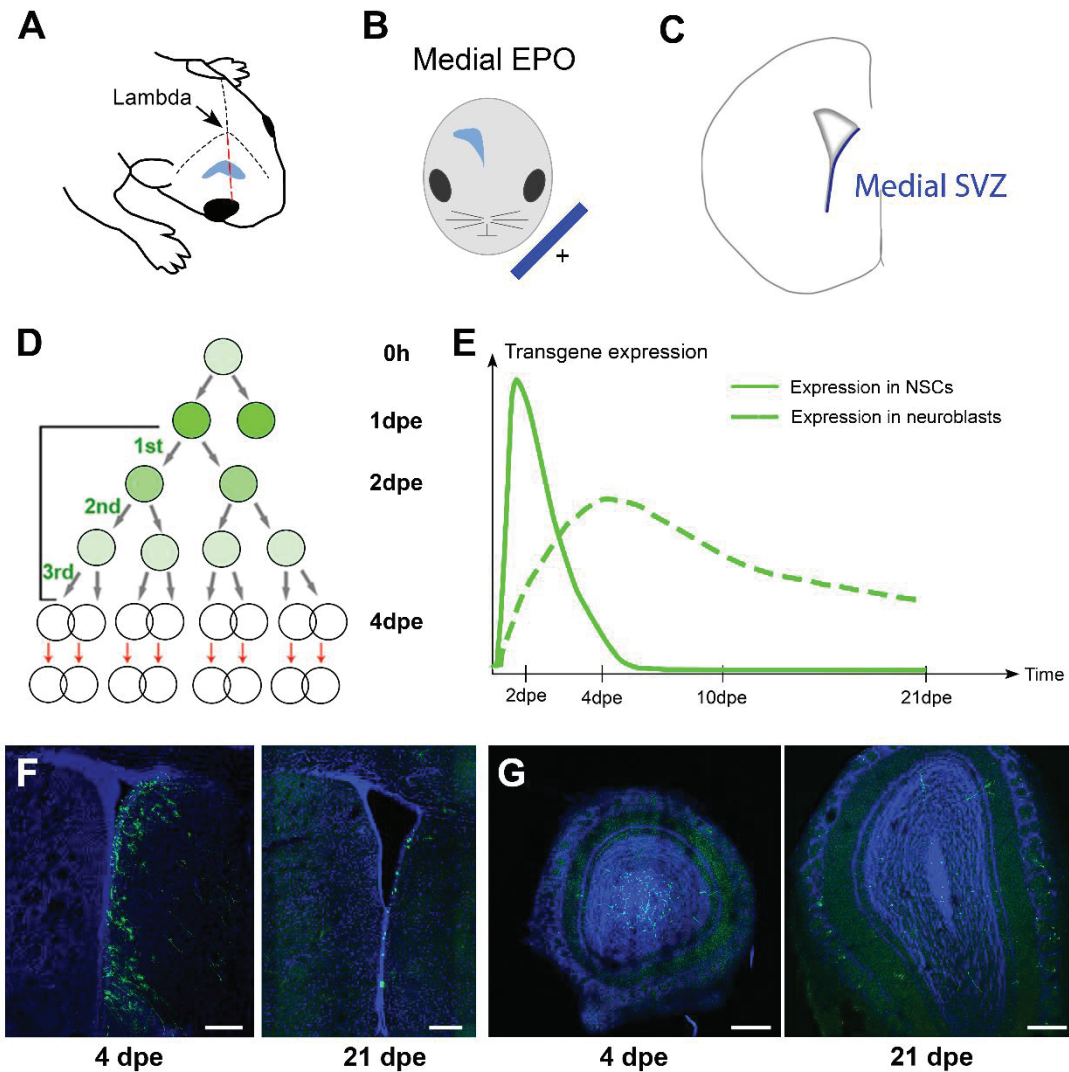 A
Lambda
B
Medial EPO
+
C
Medial SVZ
D
0h
1dpe
1st
2dpe
2nd
3rd
4dpe
E
Transgene expression
Expression in NSCs
Expression in neuroblasts
Time
2dpe
4dpe
10dpe
21dpe
F
4 dpe
21 dpe
G
4 dpe
21 dpe